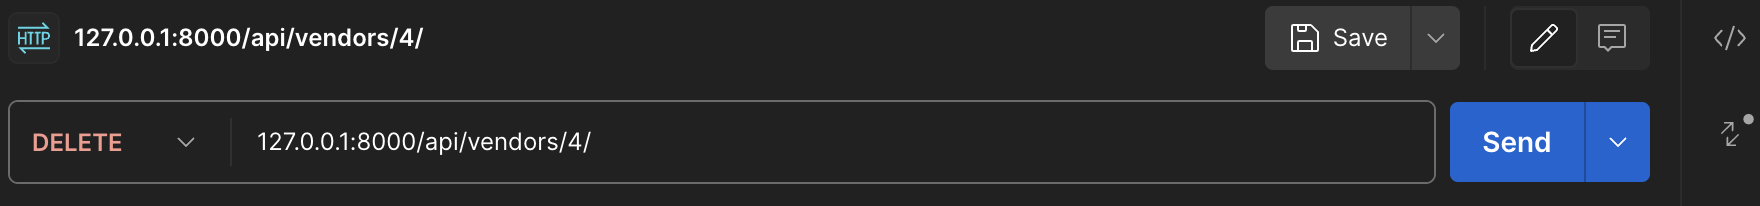 HTTP 127.0.0.1:8000/api/vendors/4/ Save </>
DELETE 127.0.0.1:8000/api/vendors/4/ Send